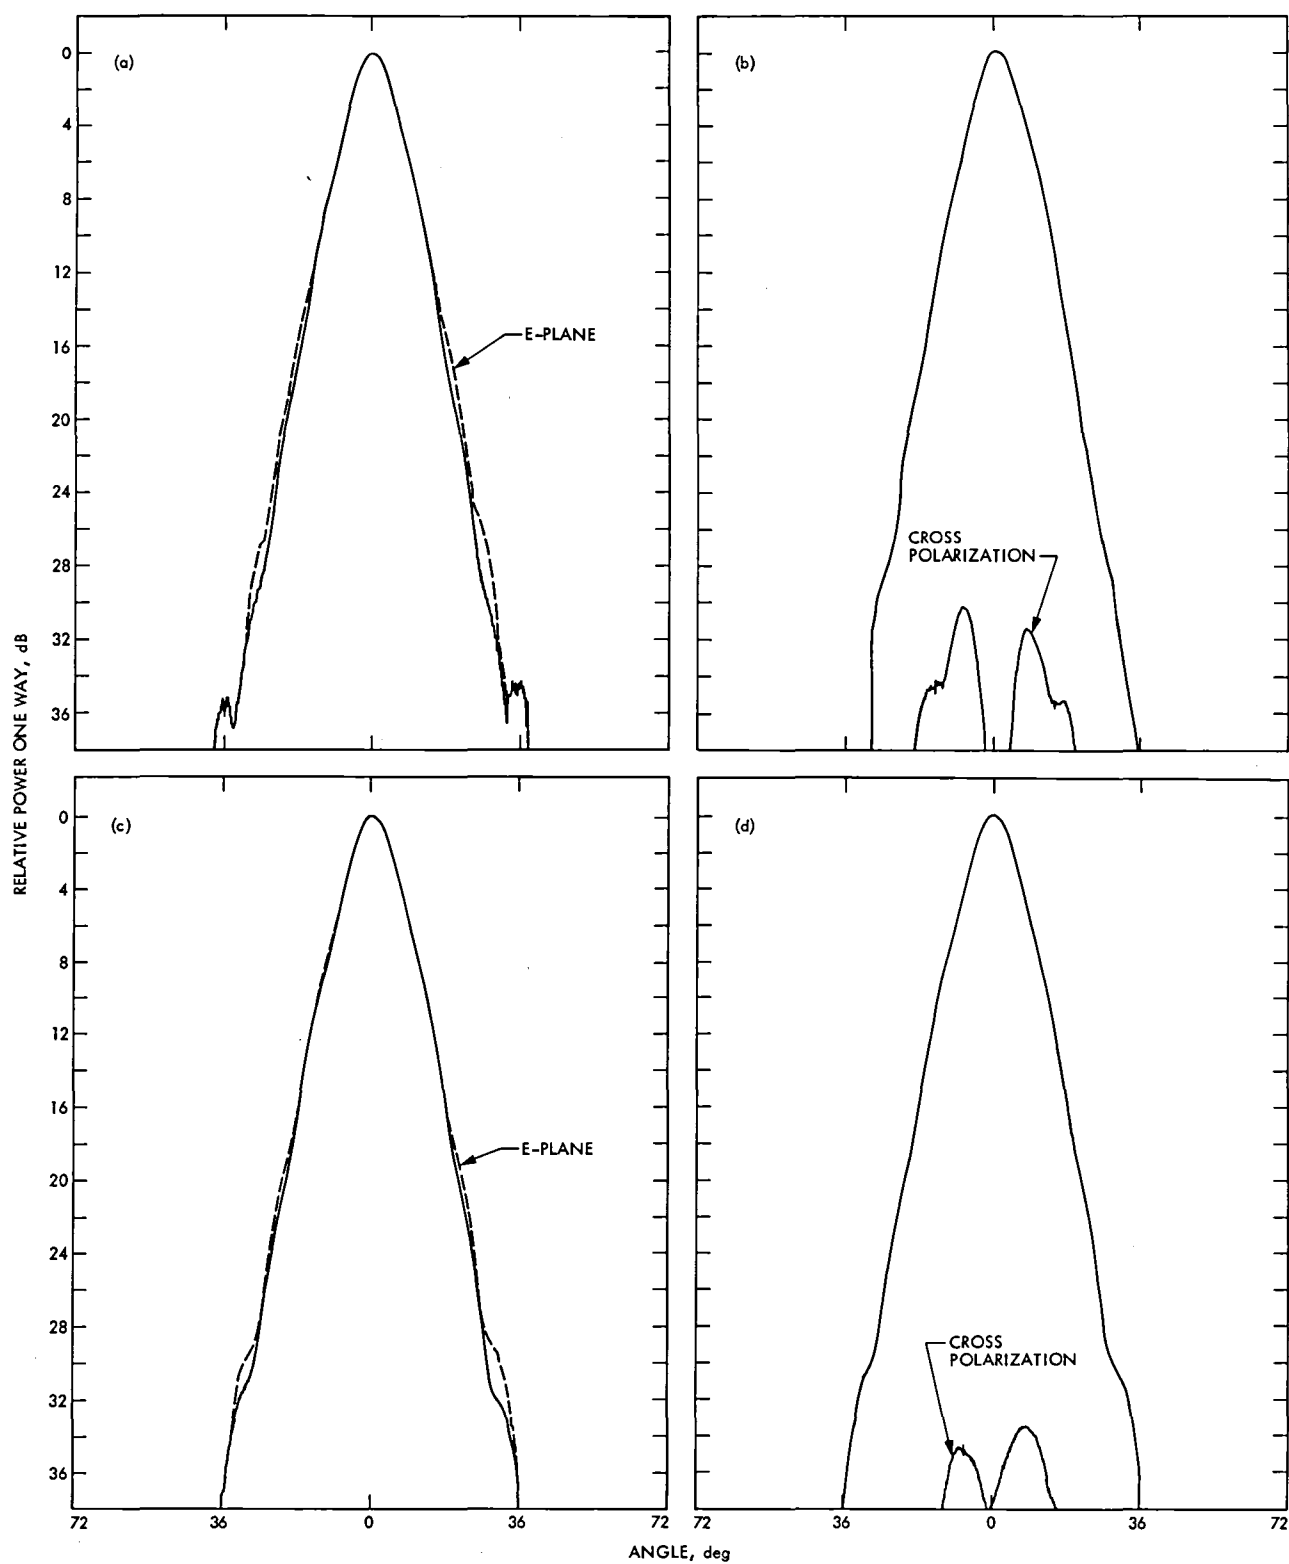 (a)
(b)
0
4
8
12
16
20
24
28
32
36
E-PLANE
CROSS
POLARIZATION
RELATIVE POWER ONE WAY, dB
(c)
(d)
0
4
8
12
16
20
24
28
32
36
E-PLANE
CROSS
POLARIZATION
72 36 0 36 72 72 36 0 36 72
ANGLE, deg